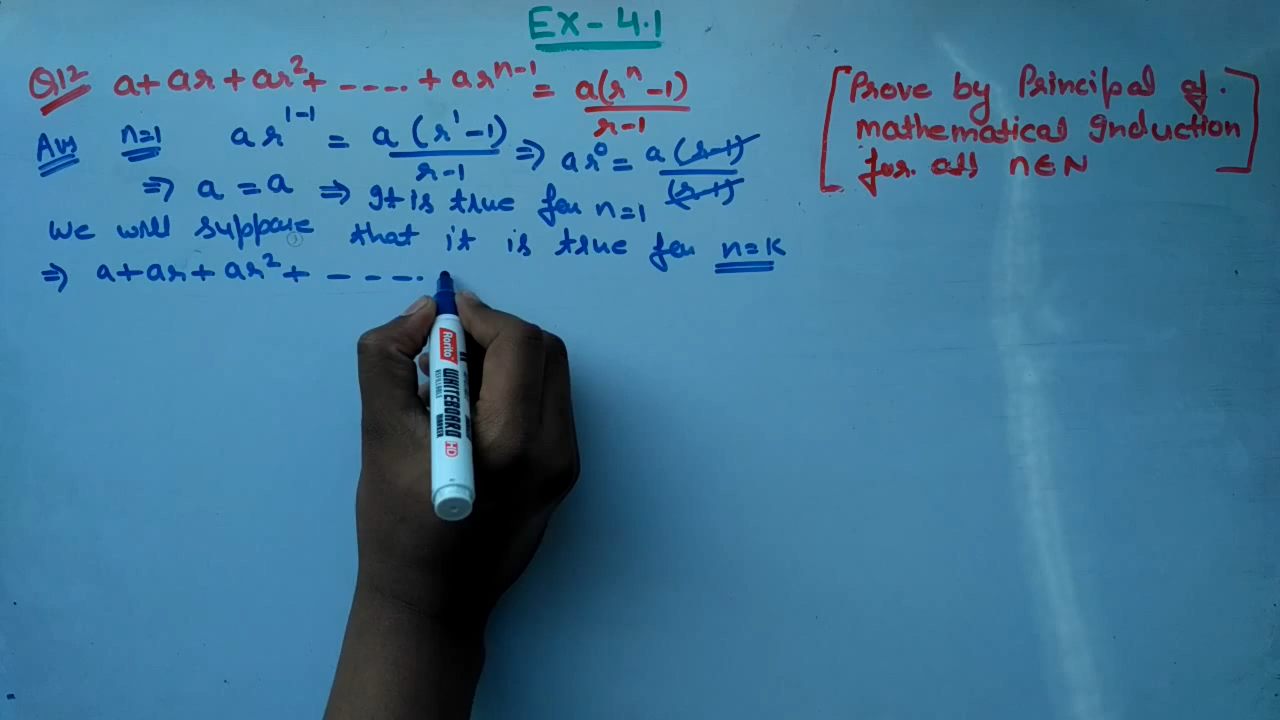 EX-4.1
Q12 a+ar+ar²+ ----. + arⁿ⁻¹ = a(rⁿ-1)/r-1
[Prove by Principal of. mathematical Induction for. all n∈N]
Ans n=1 ar¹⁻¹ = a(r¹-1)/r-1 ⇒ ar⁰ = a(r-1)/(r-1)
⇒ a = a ⇒ It is true for n=1
We will suppose that it is true for n=K
⇒ a+ar+ar²+ ----.
Rorito
WHITEBOARD
MARKER
HD